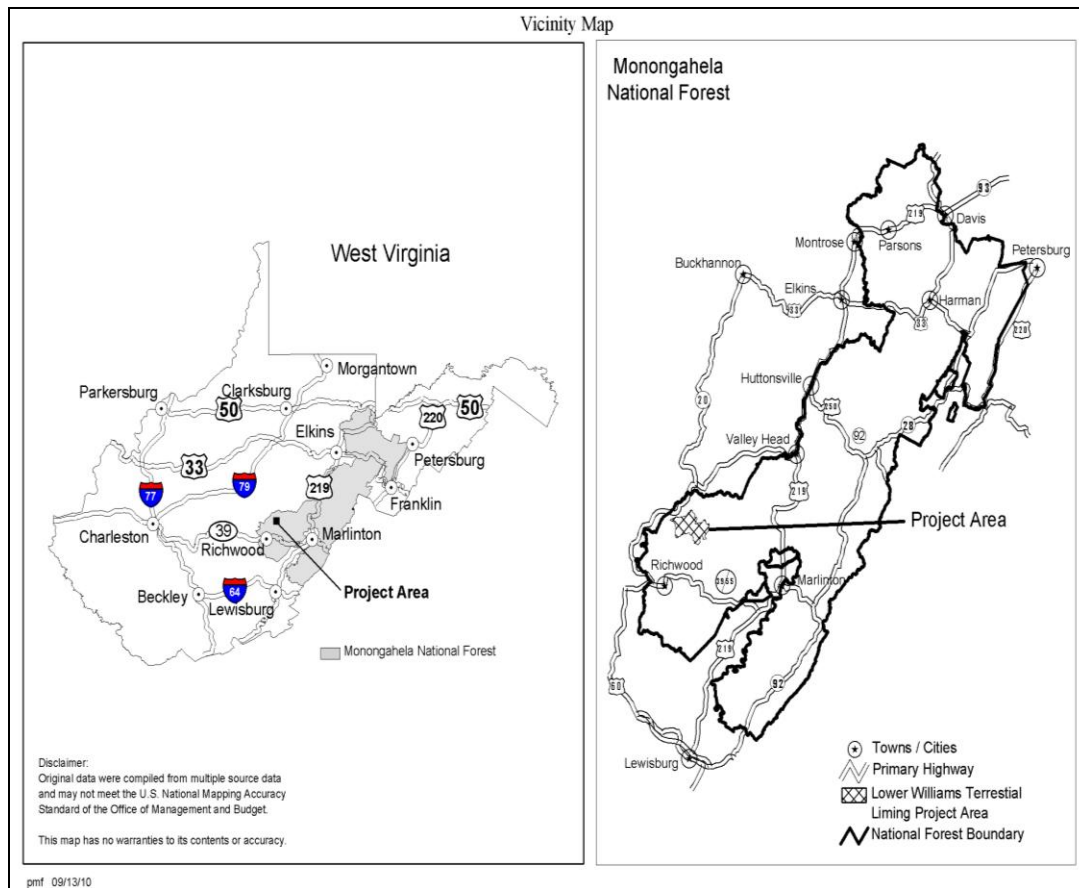 Vicinity Map
West Virginia
Morgantown
Parkersburg
Clarksburg
50
50
220
Elkins
Petersburg
33
219
79
77
Franklin
Charleston
39
Richwood
Marlinton
Beckley
64
Lewisburg
Project Area
Monongahela National Forest
Disclaimer:
Original data were compiled from multiple source data
and may not meet the U.S. National Mapping Accuracy
Standard of the Office of Management and Budget.
This map has no warranties to its contents or accuracy.
pmf 09/13/10
Monongahela
National Forest
93
219
Davis
Montrose
Parsons
Petersburg
Buckhannon
Elkins
Harman
33
33
220
Huttonsville
20
250
28
92
Valley Head
219
Project Area
Richwood
Marlinton
219
60
92
Lewisburg
Towns / Cities
Primary Highway
Lower Williams Terrestial
Liming Project Area
National Forest Boundary